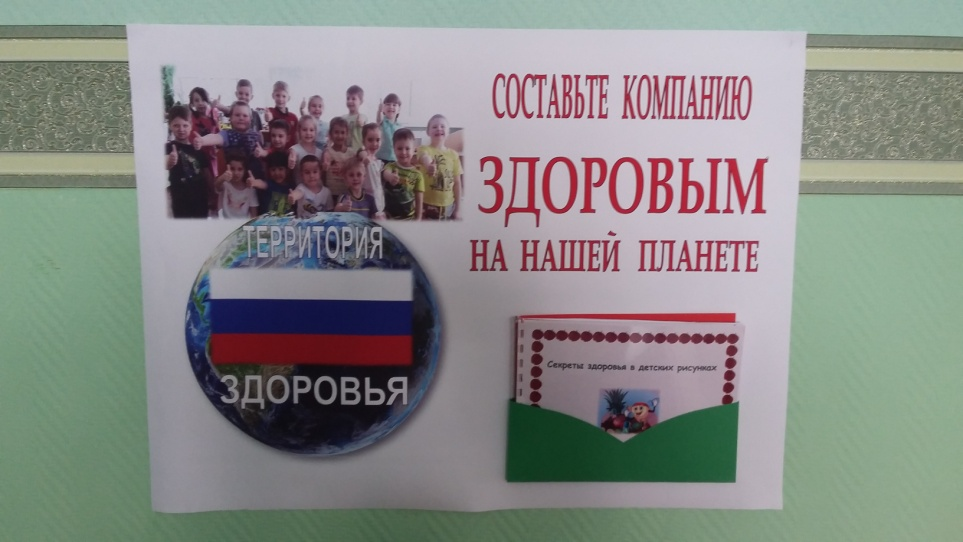 СОСТАВЬТЕ КОМПАНИЮ
ЗДОРОВЫМ
НА НАШЕЙ ПЛАНЕТЕ
ТЕРРИТОРИЯ
ЗДОРОВЬЯ
Секреты здоровья в детских рисунках